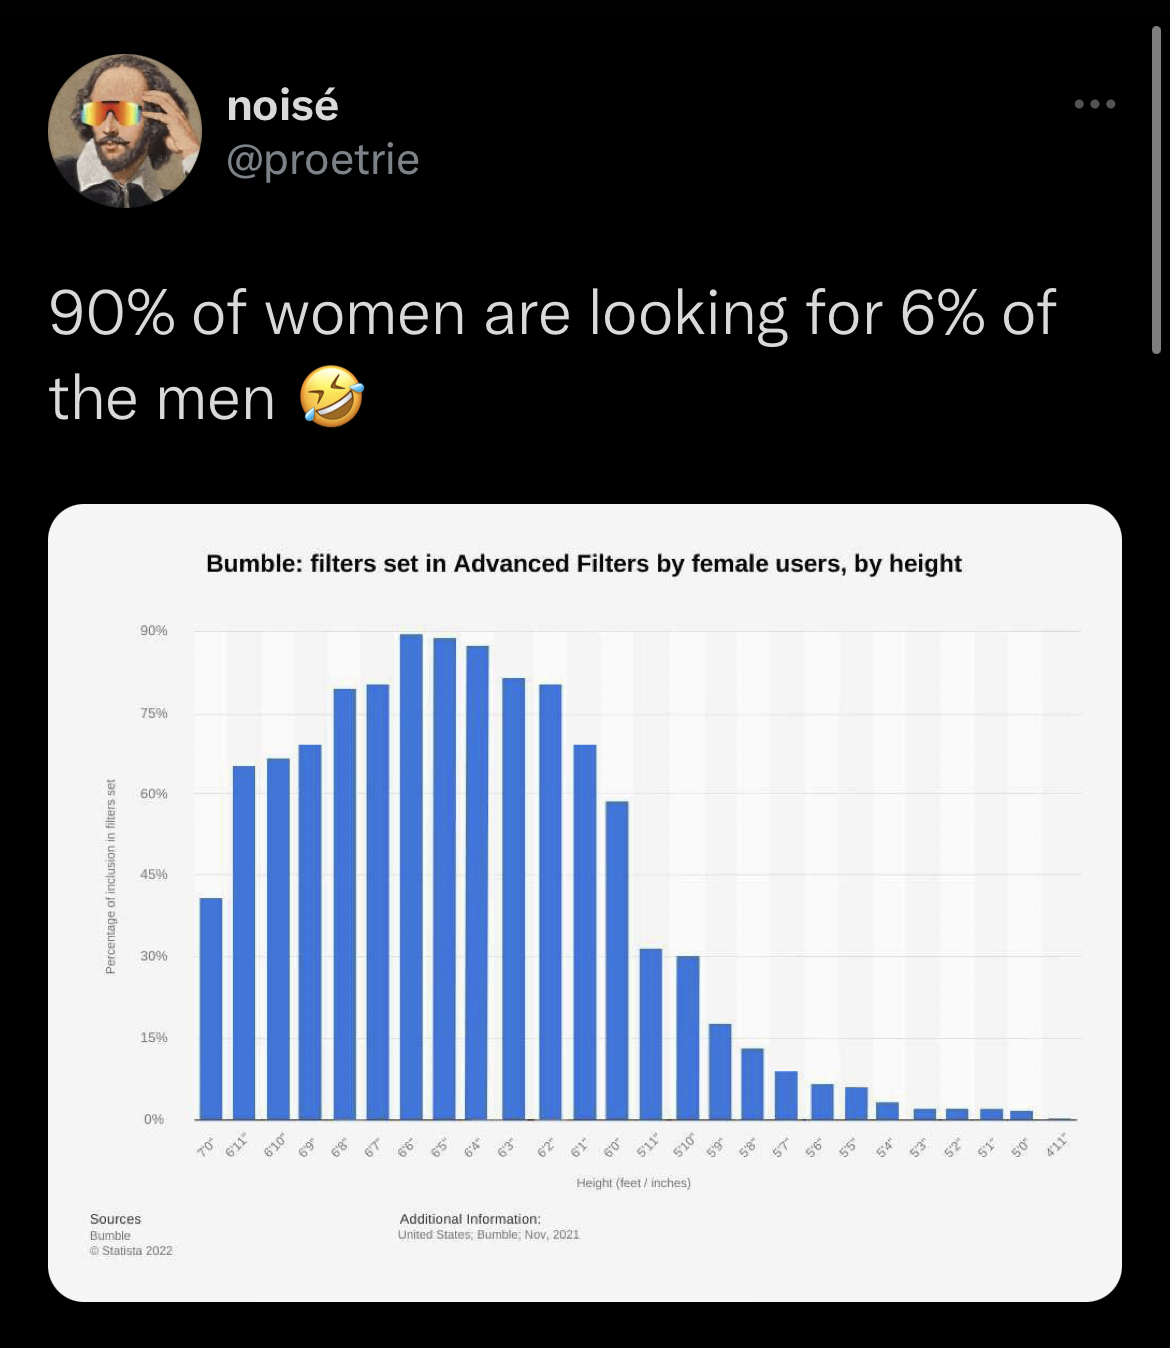 noisé
@proetrie
90% of women are looking for 6% of
the men 🤣
Bumble: filters set in Advanced Filters by female users, by height
90%
75%
60%
45%
30%
15%
0%
Percentage of inclusion in filters set
7'0" 6'11" 6'10" 6'9" 6'8" 6'7" 6'6" 6'5" 6'4" 6'3" 6'2" 6'1" 6'0" 5'11" 5'10" 5'9" 5'8" 5'7" 5'6" 5'5" 5'4" 5'3" 5'2" 5'1" 5'0" 4'11"
Height (feet / inches)
Sources
Bumble
© Statista 2022
Additional Information:
United States; Bumble; Nov, 2021